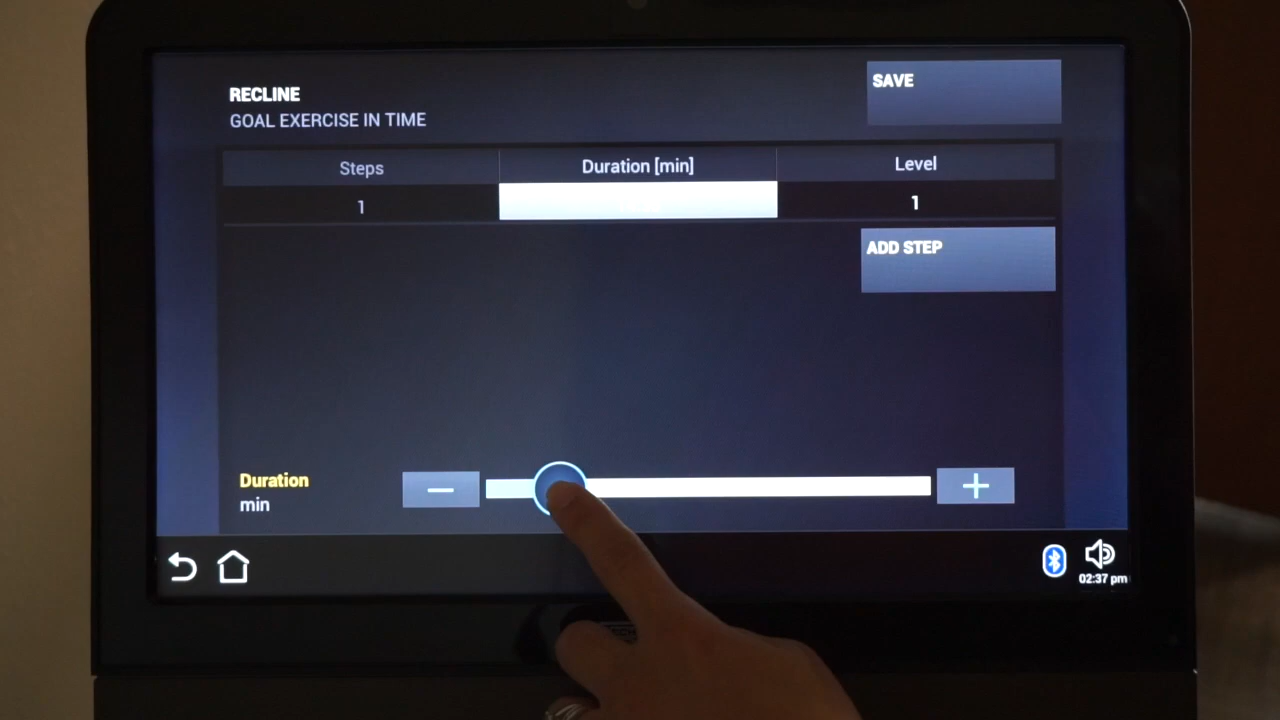 RECLINE
SAVE
GOAL EXERCISE IN TIME
Steps Duration [min] Level
1 1
ADD STEP
Duration
min
02:37 pm